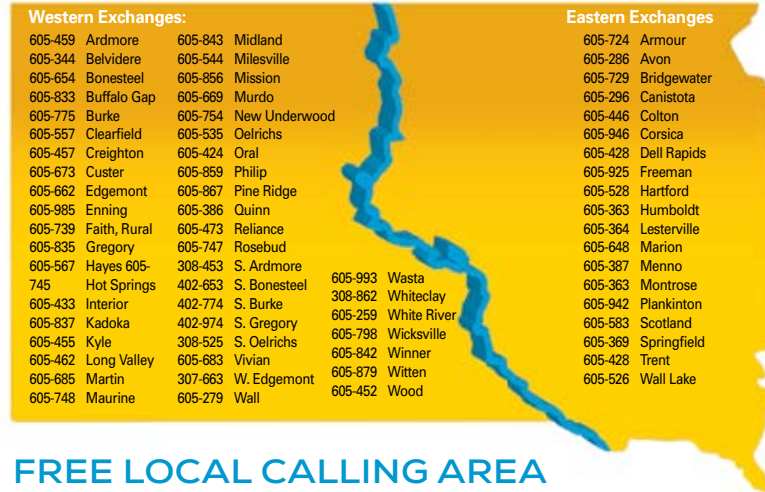 Western Exchanges:
605-459 Ardmore
605-344 Belvidere
605-654 Bonesteel
605-833 Buffalo Gap
605-775 Burke
605-557 Clearfield
605-457 Creighton
605-673 Custer
605-662 Edgemont
605-985 Enning
605-739 Faith, Rural
605-835 Gregory
605-567 Hayes 605-
745 Hot Springs
605-433 Interior
605-837 Kadoka
605-455 Kyle
605-462 Long Valley
605-685 Martin
605-748 Maurine
605-843 Midland
605-544 Milesville
605-856 Mission
605-669 Murdo
605-754 New Underwood
605-535 Oelrichs
605-424 Oral
605-859 Philip
605-867 Pine Ridge
605-386 Quinn
605-473 Reliance
605-747 Rosebud
308-453 S. Ardmore
402-653 S. Bonesteel
402-774 S. Burke
402-974 S. Gregory
308-525 S. Oelrichs
605-683 Vivian
307-663 W. Edgemont
605-279 Wall
605-993 Wasta
308-862 Whiteclay
605-259 White River
605-798 Wicksville
605-842 Winner
605-879 Witten
605-452 Wood
Eastern Exchanges
605-724 Armour
605-286 Avon
605-729 Bridgewater
605-296 Canistota
605-446 Colton
605-946 Corsica
605-428 Dell Rapids
605-925 Freeman
605-528 Hartford
605-363 Humboldt
605-364 Lesterville
605-648 Marion
605-387 Menno
605-363 Montrose
605-942 Plankinton
605-583 Scotland
605-369 Springfield
605-428 Trent
605-526 Wall Lake
FREE LOCAL CALLING AREA